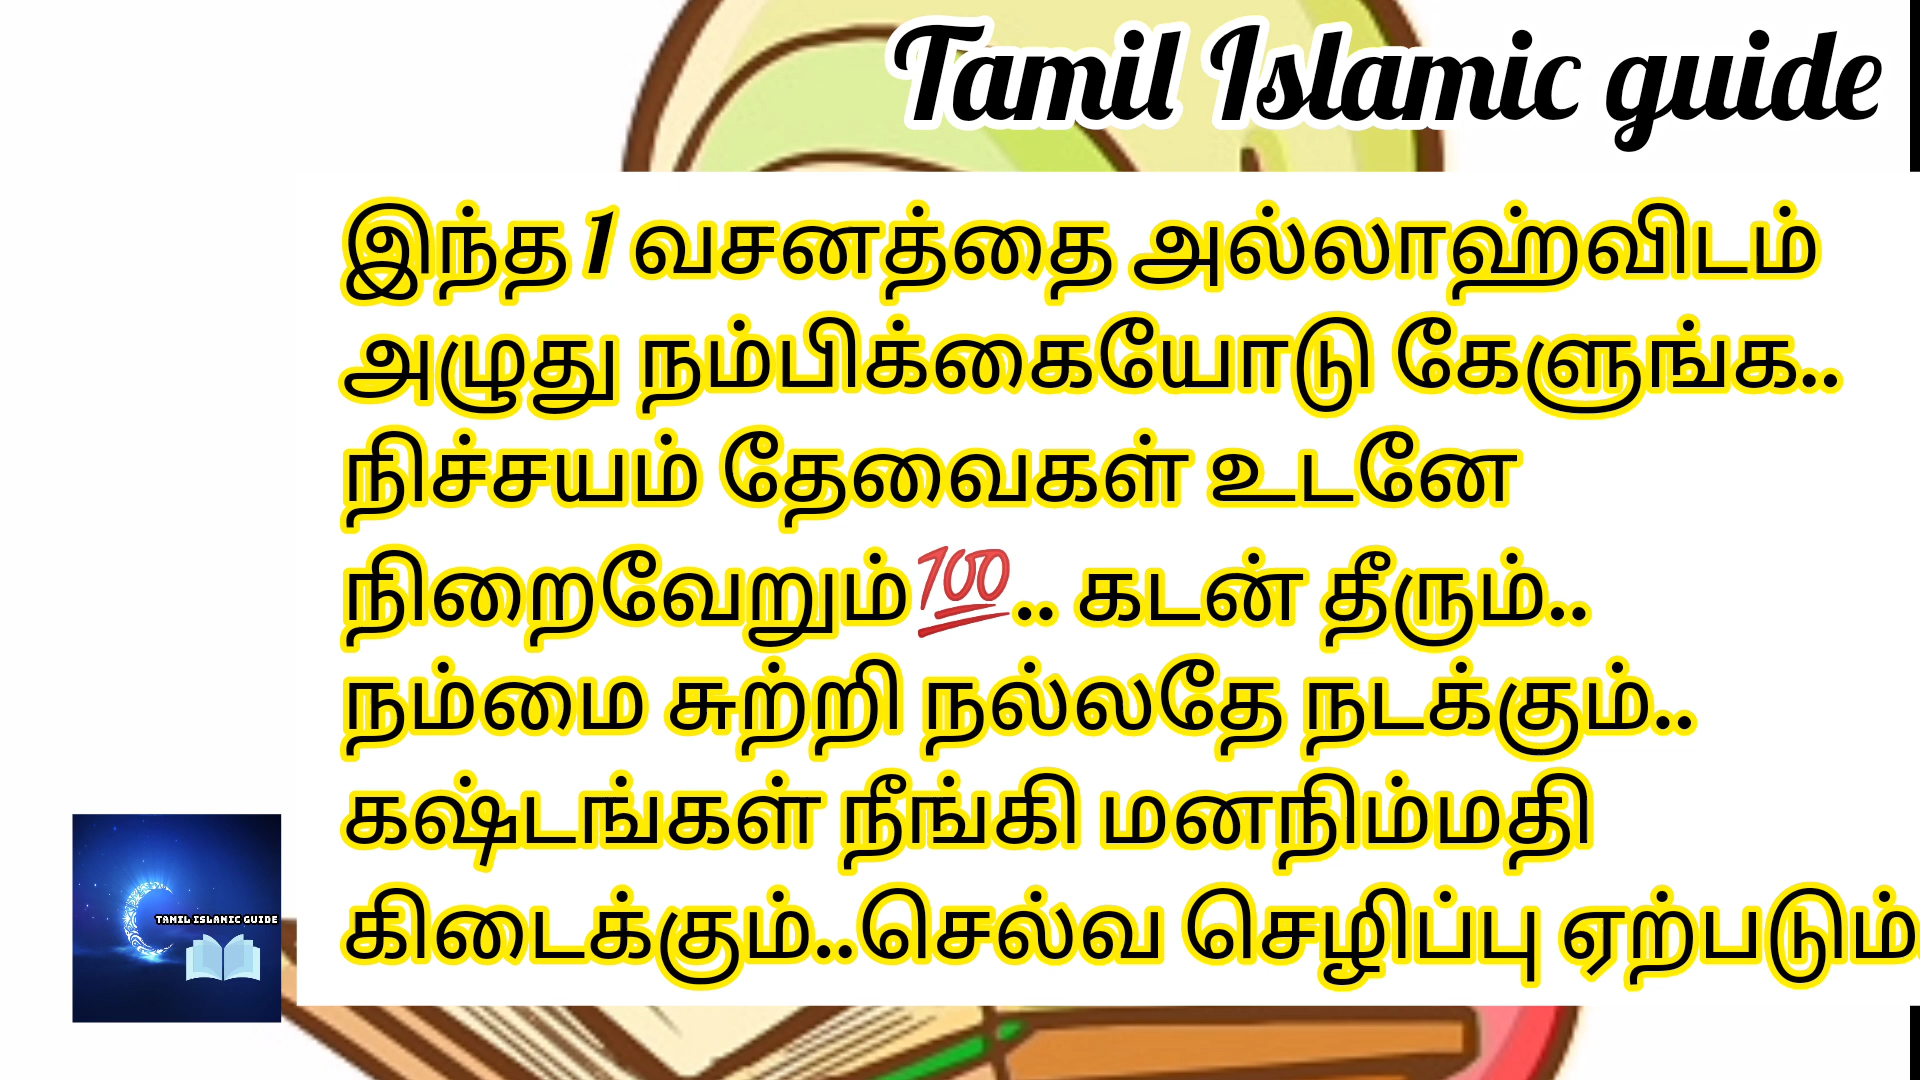 Tamil Islamic guide
இந்த 1 வசனத்தை அல்லாஹ்விடம்
அழுது நம்பிக்கையோடு கேளுங்க..
நிச்சயம் தேவைகள் உடனே
நிறைவேறும்💯.. கடன் தீரும்..
நம்மை சுற்றி நல்லதே நடக்கும்..
கஷ்டங்கள் நீங்கி மனநிம்மதி
கிடைக்கும்..செல்வ செழிப்பு ஏற்படும்.
TAMIL ISLAMIC GUIDE